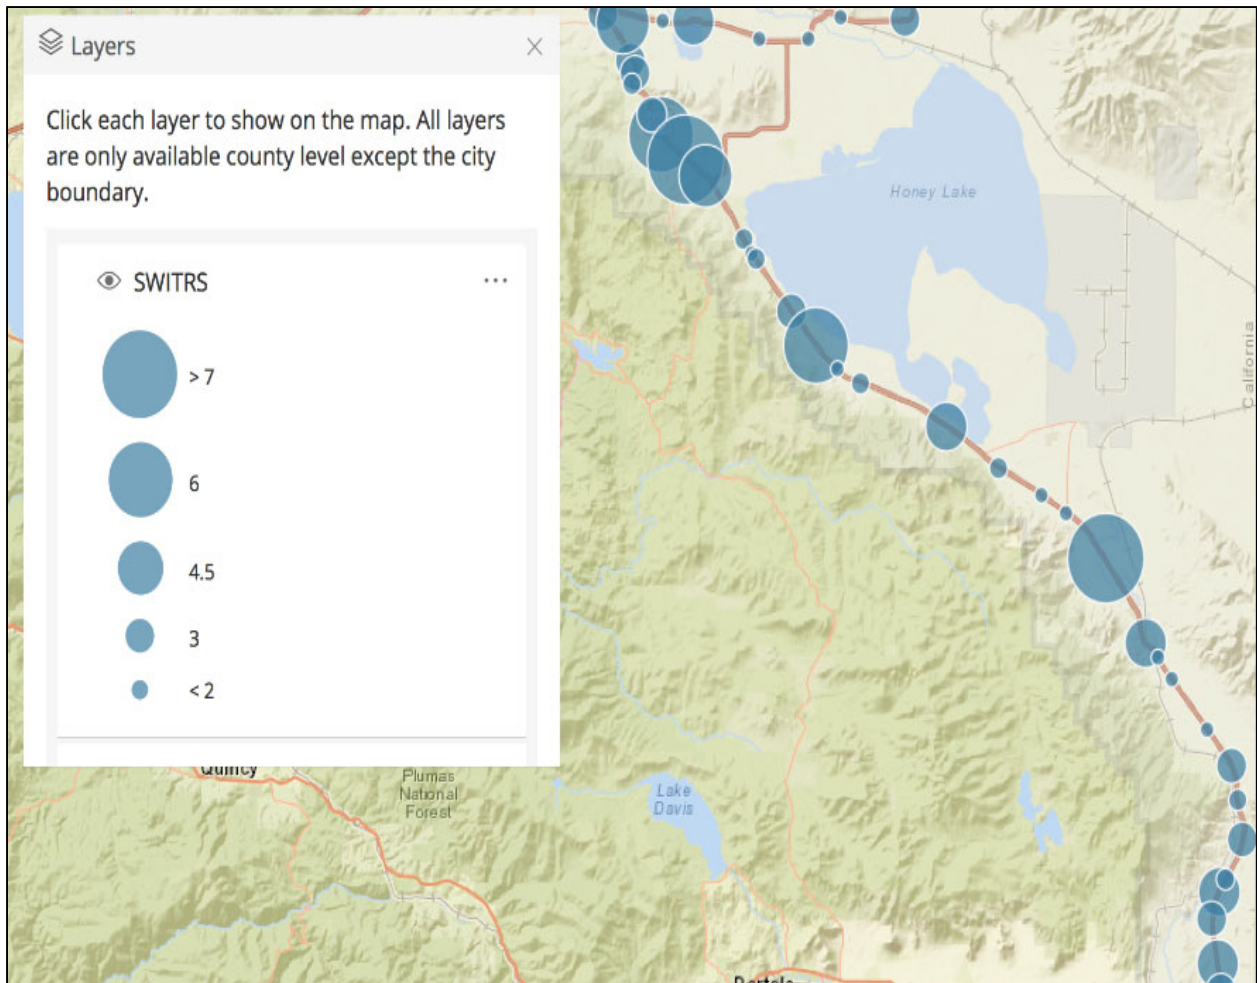 Layers
Click each layer to show on the map. All layers
are only available county level except the city
boundary.
SWITRS
> 7
6
4.5
3
< 2
Honey Lake
California
Quincy
Plumas
National
Forest
Lake
Davis
Portola